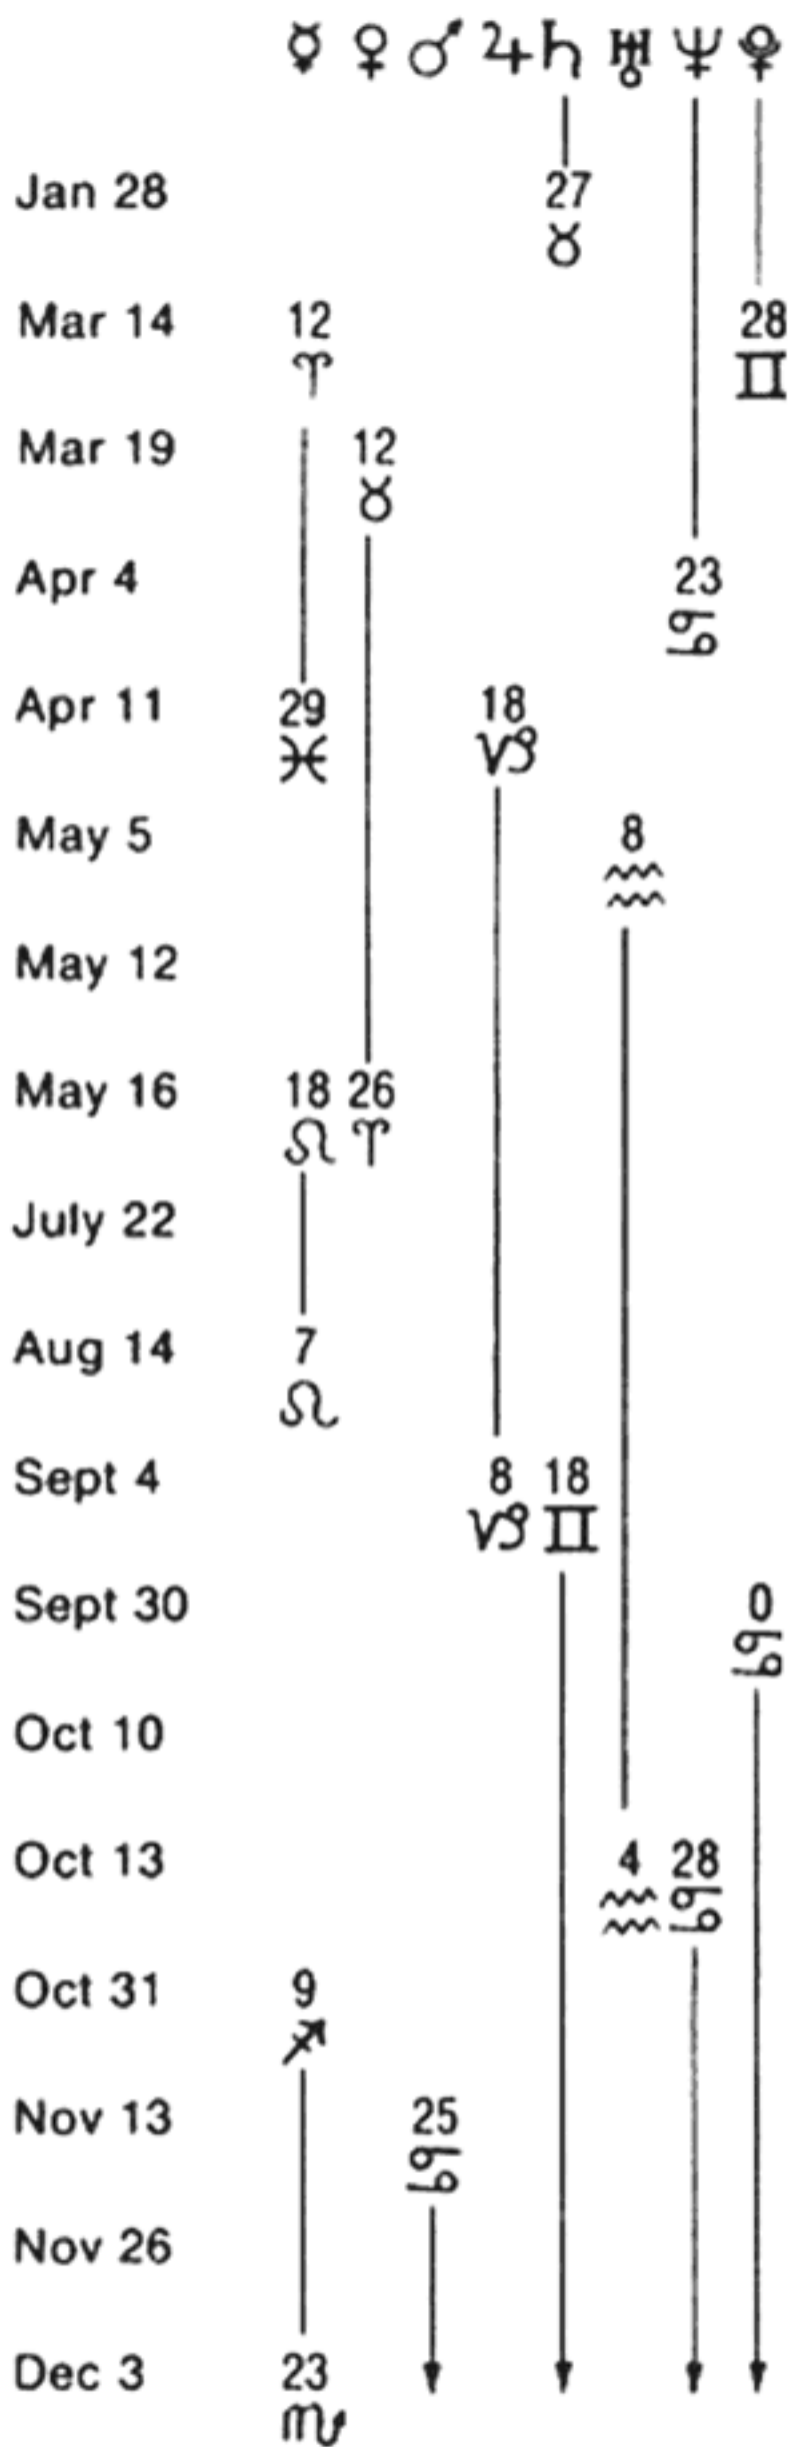 ☿ ♀ ♂ ♃ ♄ ♅ ♆ ♇
Jan 28 27
♉
Mar 14 12 28
♈ ♊
Mar 19 12
♉
Apr 4 23
♋
Apr 11 29 18
♓ ♑
May 5 8
♒
May 12
May 16 18 26
♌ ♈
July 22
Aug 14 7
♌
Sept 4 8 18
♑ ♊
Sept 30 0
♋
Oct 10
Oct 13 4 28
♒ ♋
Oct 31 9
♐
Nov 13 25
♋
Nov 26
Dec 3 23
♏